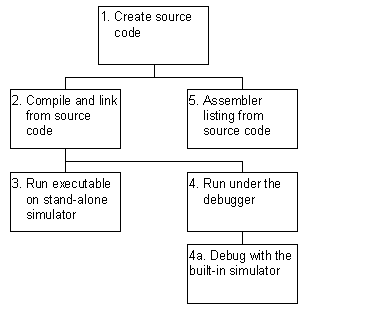 1. Create source
code
2. Compile and link
from source
code
5. Assembler
listing from
source code
3. Run executable
on stand-alone
simulator
4. Run under the
debugger
4a. Debug with the
built-in simulator